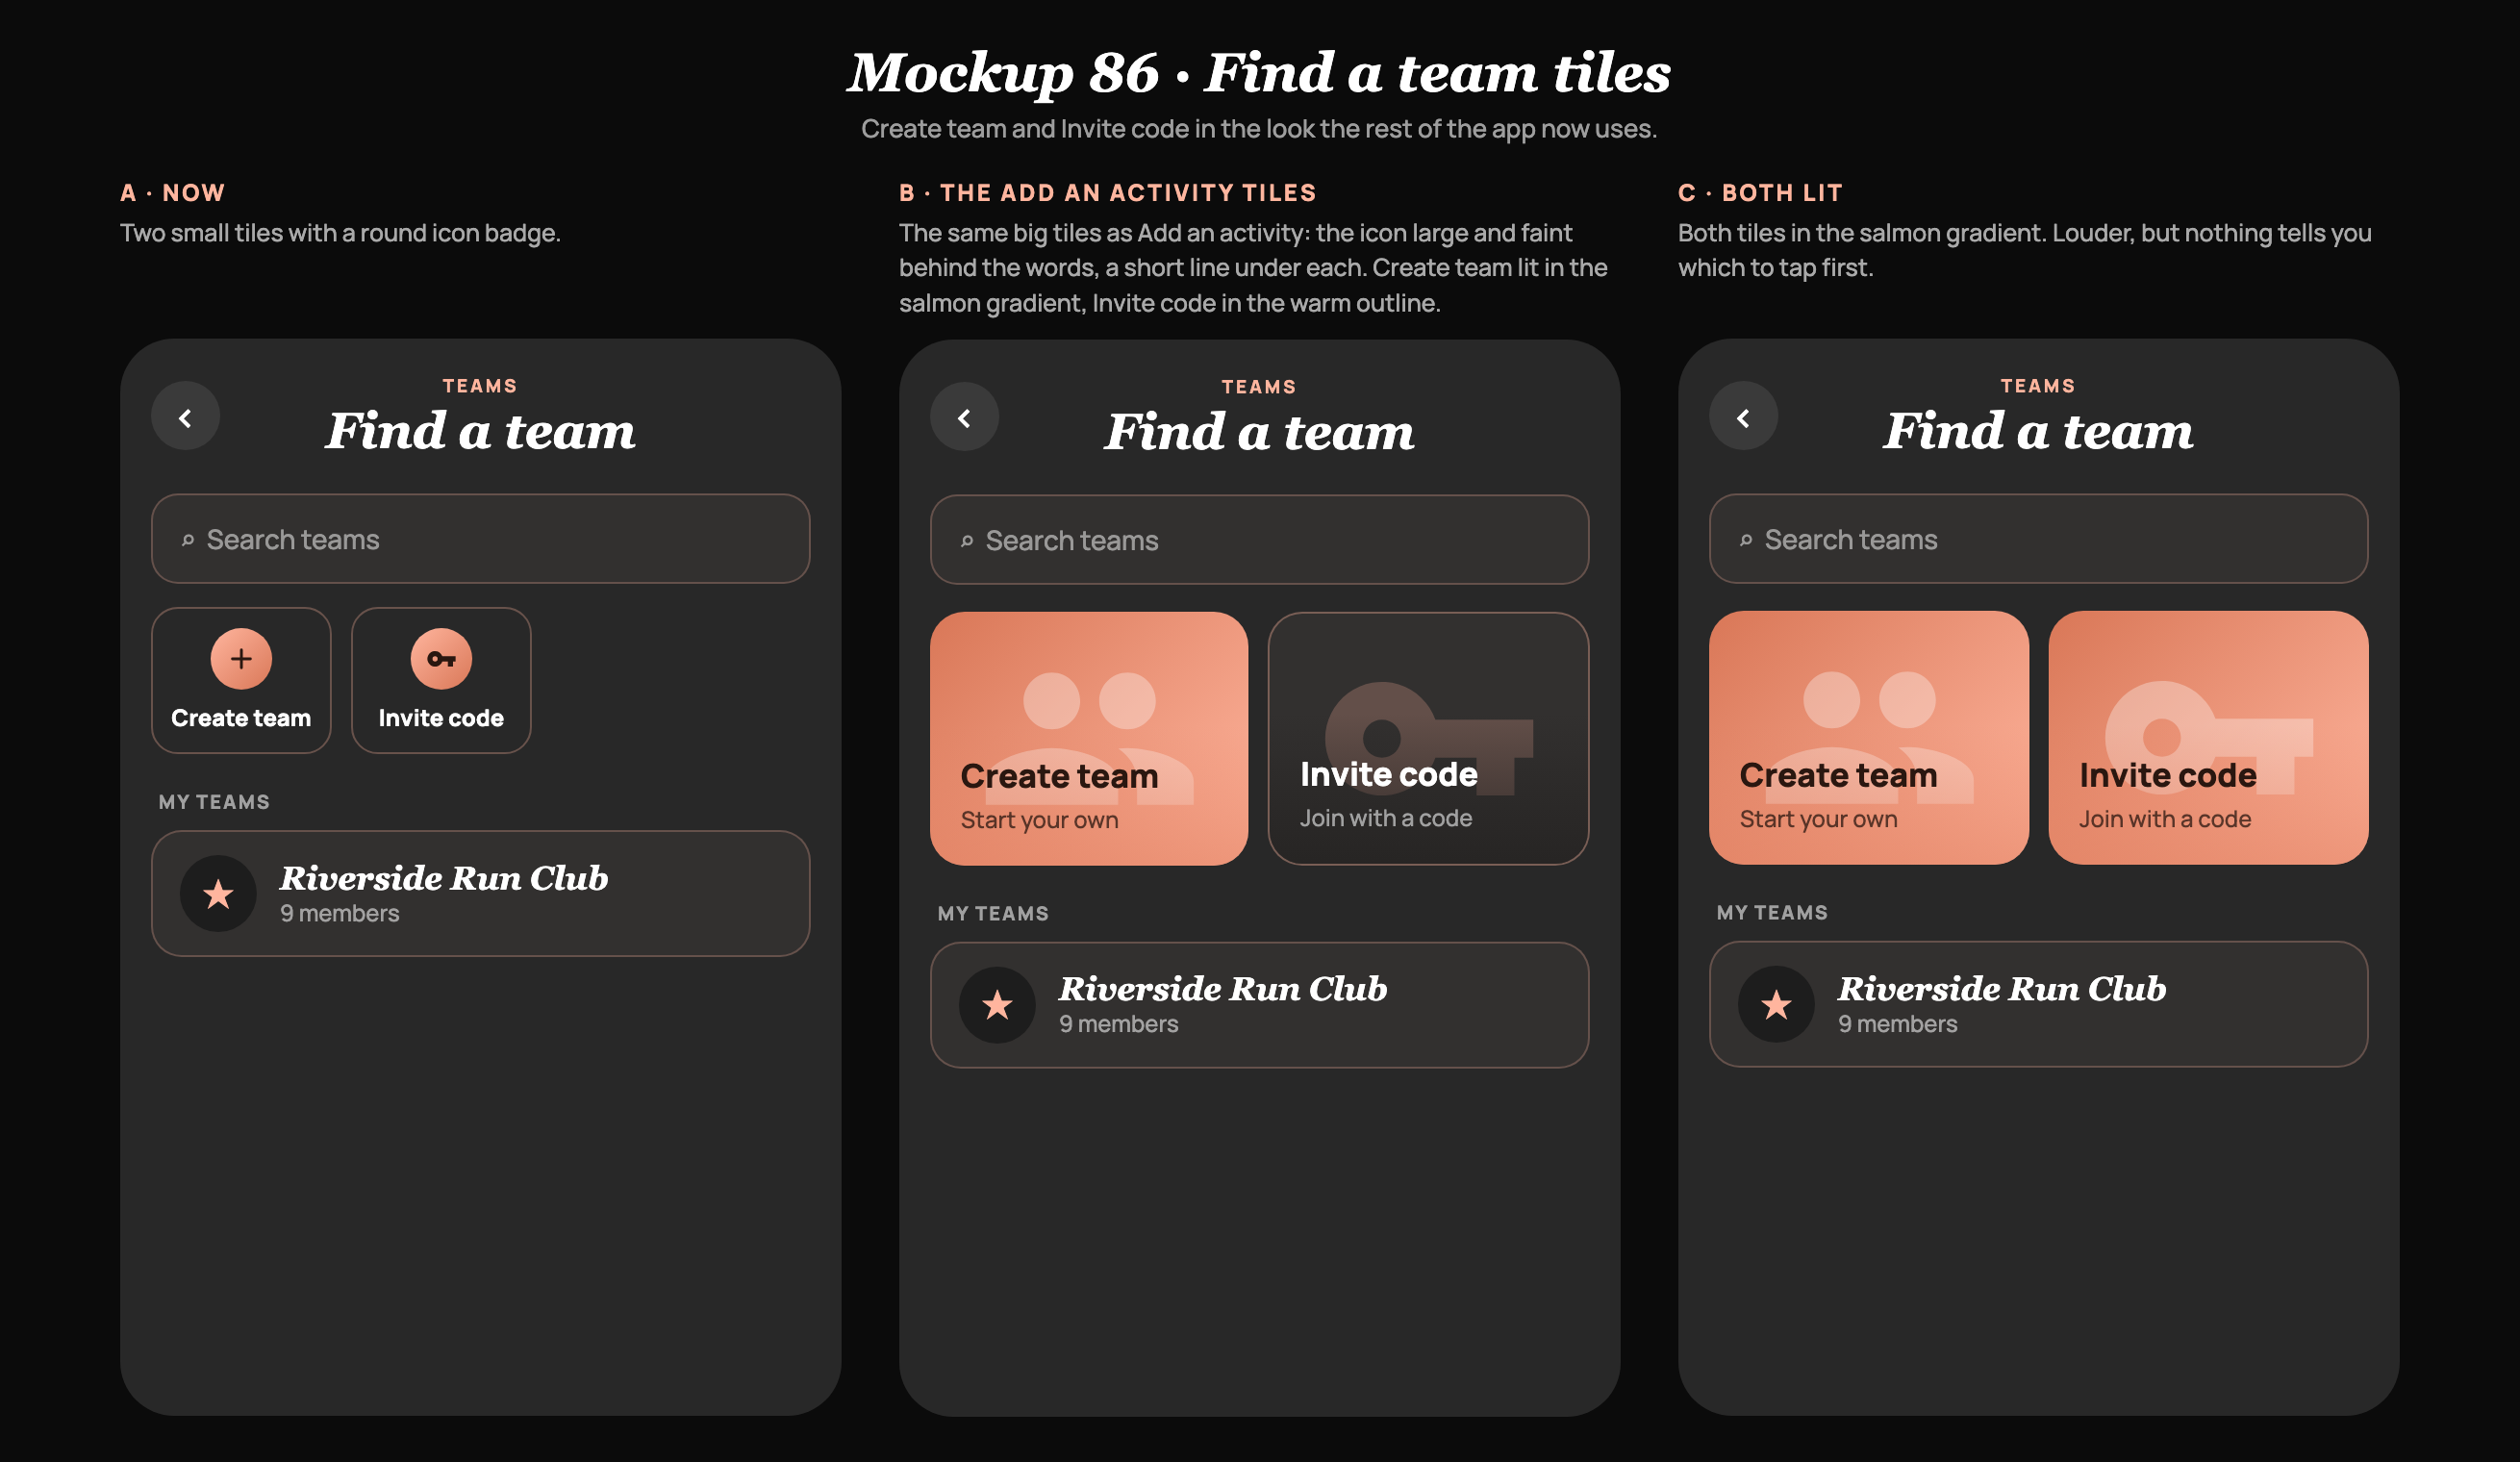 Mockup 86 · Find a team tiles
Create team and Invite code in the look the rest of the app now uses.
A · NOW
Two small tiles with a round icon badge.
TEAMS
Find a team
Search teams
Create team
Invite code
MY TEAMS
Riverside Run Club
9 members
B · THE ADD AN ACTIVITY TILES
The same big tiles as Add an activity: the icon large and faint
behind the words, a short line under each. Create team lit in the
salmon gradient, Invite code in the warm outline.
TEAMS
Find a team
Search teams
Create team
Start your own
Invite code
Join with a code
MY TEAMS
Riverside Run Club
9 members
C · BOTH LIT
Both tiles in the salmon gradient. Louder, but nothing tells you
which to tap first.
TEAMS
Find a team
Search teams
Create team
Start your own
Invite code
Join with a code
MY TEAMS
Riverside Run Club
9 members